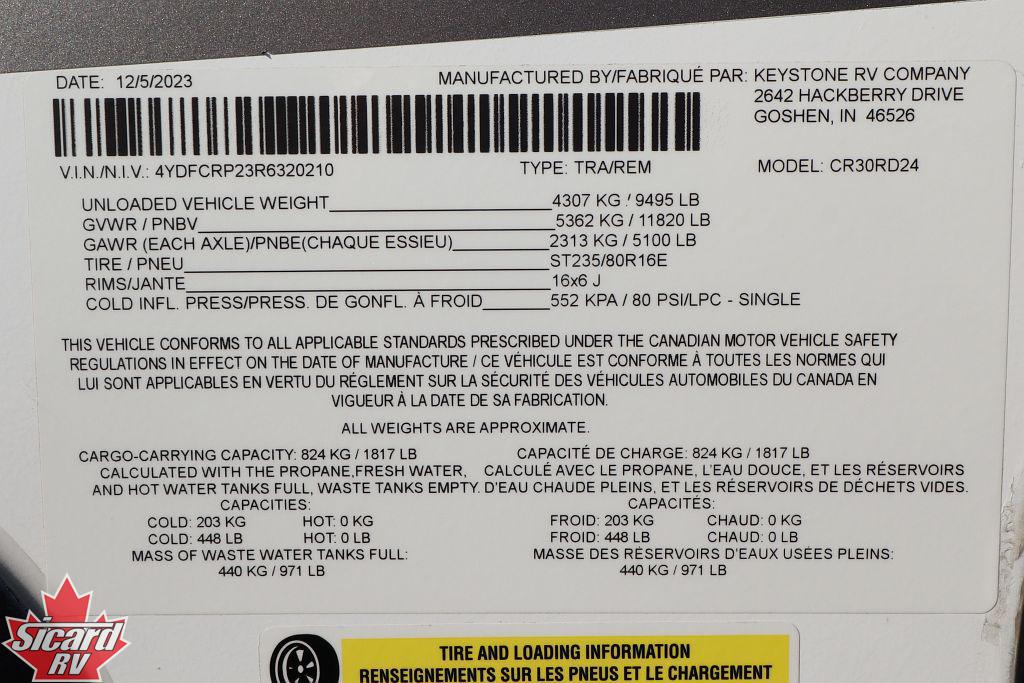 DATE: 12/5/2023
MANUFACTURED BY/FABRIQUÉ PAR: KEYSTONE RV COMPANY
2642 HACKBERRY DRIVE
GOSHEN, IN 46526
V.I.N./N.I.V.: 4YDFCRP23R6320210 TYPE: TRA/REM MODEL: CR30RD24
UNLOADED VEHICLE WEIGHT 4307 KG / 9495 LB
GVWR / PNBV 5362 KG / 11820 LB
GAWR (EACH AXLE)/PNBE(CHAQUE ESSIEU) 2313 KG / 5100 LB
TIRE / PNEU ST235/80R16E
RIMS/JANTE 16x6 J
COLD INFL. PRESS/PRESS. DE GONFL. À FROID 552 KPA / 80 PSI/LPC - SINGLE
THIS VEHICLE CONFORMS TO ALL APPLICABLE STANDARDS PRESCRIBED UNDER THE CANADIAN MOTOR VEHICLE SAFETY
REGULATIONS IN EFFECT ON THE DATE OF MANUFACTURE / CE VÉHICULE EST CONFORME À TOUTES LES NORMES QUI
LUI SONT APPLICABLES EN VERTU DU RÉGLEMENT SUR LA SÉCURITÉ DES VÉHICULES AUTOMOBILES DU CANADA EN
VIGUEUR À LA DATE DE SA FABRICATION.
ALL WEIGHTS ARE APPROXIMATE.
CARGO-CARRYING CAPACITY: 824 KG / 1817 LB
CALCULATED WITH THE PROPANE,FRESH WATER,
AND HOT WATER TANKS FULL, WASTE TANKS EMPTY.
CAPACITIES:
COLD: 203 KG HOT: 0 KG
COLD: 448 LB HOT: 0 LB
MASS OF WASTE WATER TANKS FULL:
440 KG / 971 LB
CAPACITÉ DE CHARGE: 824 KG / 1817 LB
CALCULÉ AVEC LE PROPANE, L'EAU DOUCE, ET LES RÉSERVOIRS
D'EAU CHAUDE PLEINS, ET LES RÉSERVOIRS DE DÉCHETS VIDES.
CAPACITÉS:
FROID: 203 KG CHAUD: 0 KG
FROID: 448 LB CHAUD: 0 LB
MASSE DES RÉSERVOIRS D'EAUX USÉES PLEINS:
440 KG / 971 LB
Sicard
RV
TIRE AND LOADING INFORMATION
RENSEIGNEMENTS SUR LES PNEUS ET LE CHARGEMENT